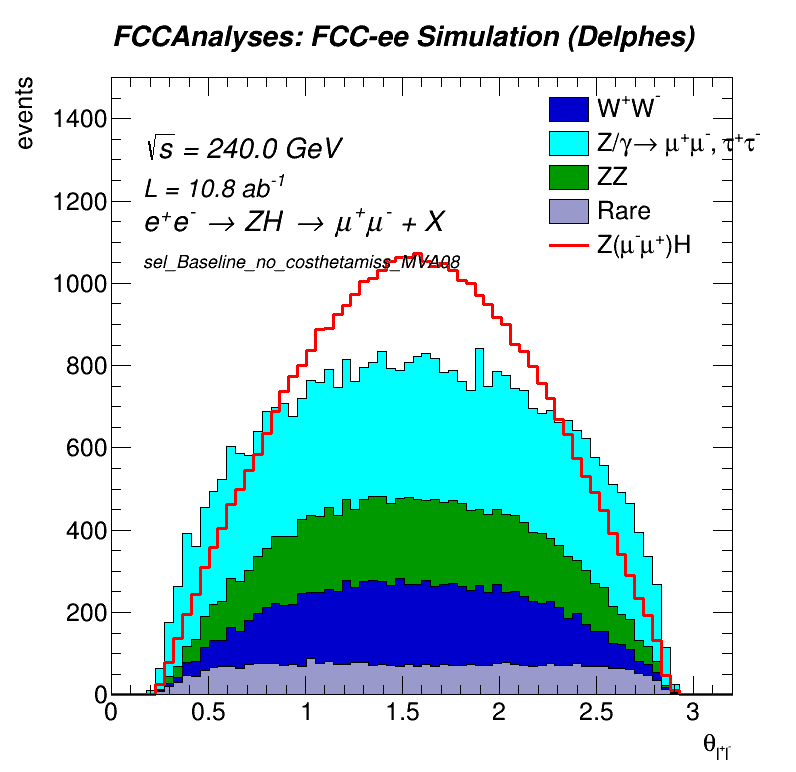 FCCAnalyses: FCC-ee Simulation (Delphes)
events
√s = 240.0 GeV
L = 10.8 ab⁻¹
e⁺e⁻ → ZH → μ⁺μ⁻ + X
sel_Baseline_no_costhetamiss_MVA08
W⁺W⁻
Z/γ→ μ⁺μ⁻, τ⁺τ⁻
ZZ
Rare
Z(μ⁻μ⁺)H
1400
1200
1000
800
600
400
200
0
0 0.5 1 1.5 2 2.5 3
θ_l⁺l⁻